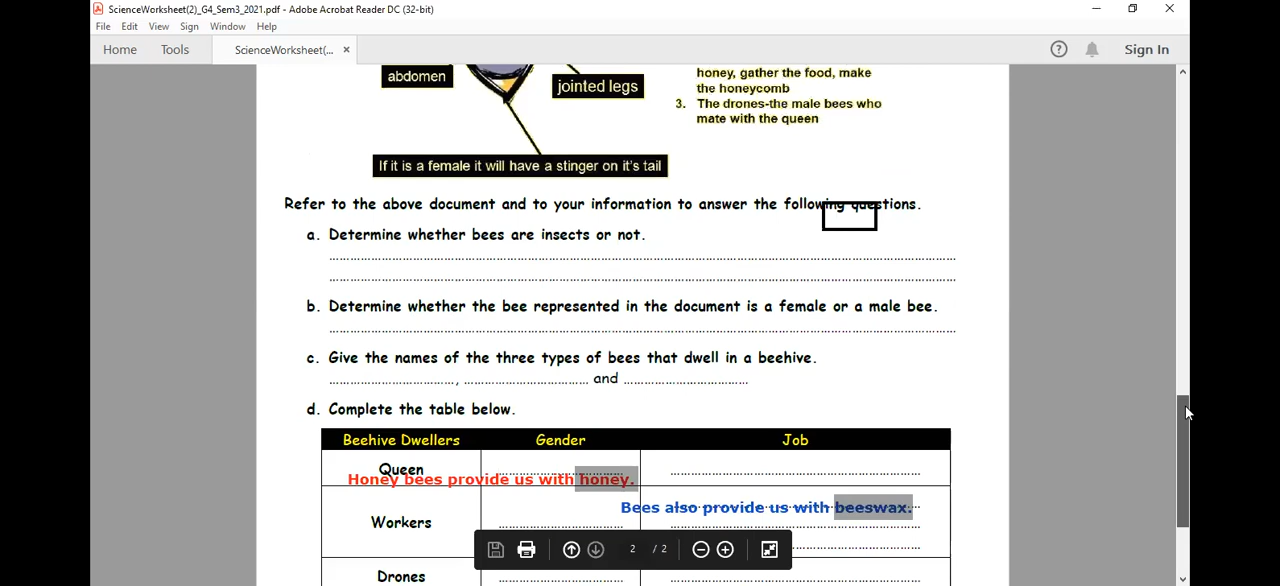 ScienceWorksheet(2)_G4_Sem3_2021.pdf - Adobe Acrobat Reader DC (32-bit)
File Edit View Sign Window Help
Home Tools ScienceWorksheet(... × ? Sign In
abdomen
jointed legs
honey, gather the food, make
the honeycomb
3. The drones-the male bees who
mate with the queen
If it is a female it will have a stinger on it's tail
Refer to the above document and to your information to answer the following questions.
a. Determine whether bees are insects or not.
b. Determine whether the bee represented in the document is a female or a male bee.
c. Give the names of the three types of bees that dwell in a beehive.
, and
d. Complete the table below.
Beehive Dwellers Gender Job
Queen
Honey bees provide us with honey.
Bees also provide us with beeswax.
Workers
2 / 2
Drones